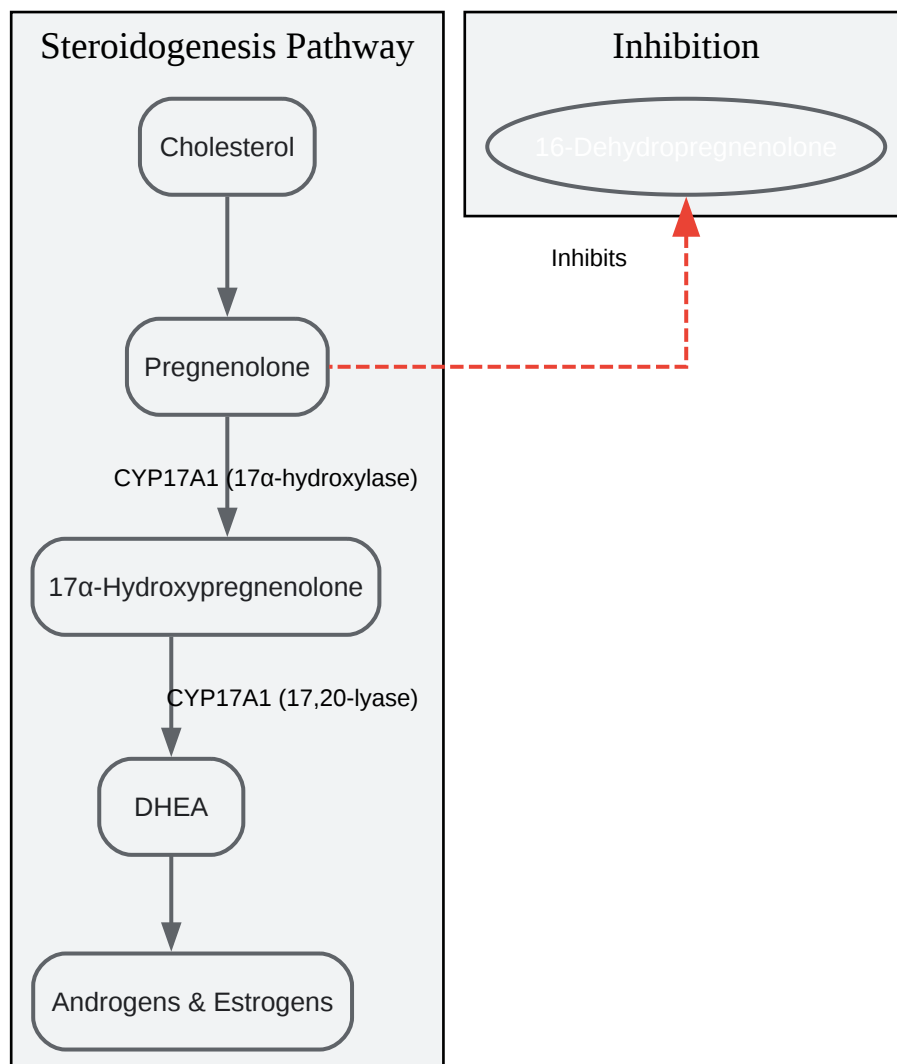 Steroidogenesis Pathway
Inhibition
Cholesterol
16-Dehydropregnenolone
Inhibits
Pregnenolone
CYP17A1 (17α-hydroxylase)
17α-Hydroxypregnenolone
CYP17A1 (17,20-lyase)
DHEA
Androgens & Estrogens